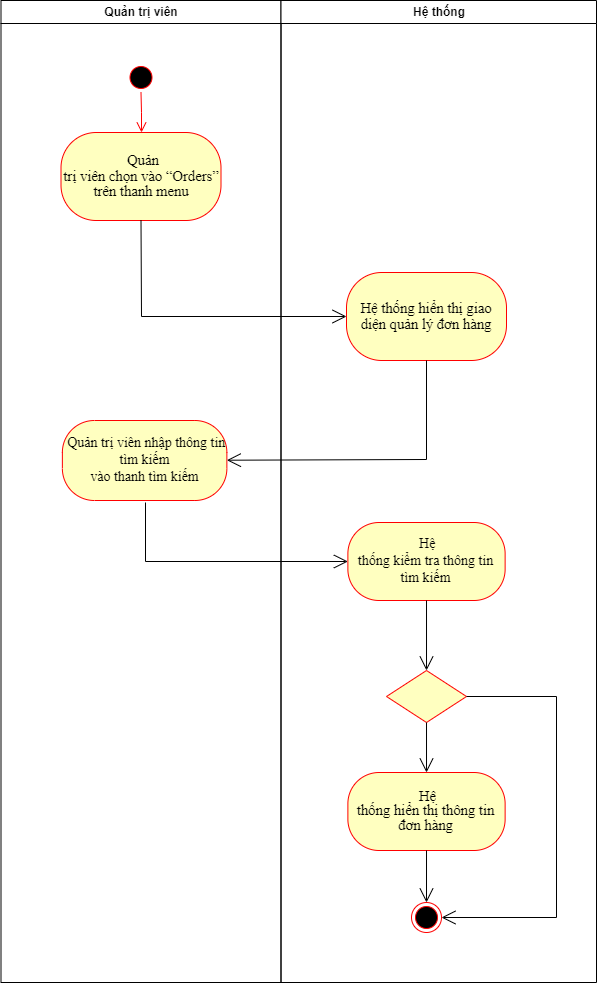 Quản trị viên
Hệ thống
Quản
trị viên chọn vào “Orders”
trên thanh menu
Hệ thống hiển thị giao
diện quản lý đơn hàng
Quản trị viên nhập thông tin
tìm kiếm
vào thanh tìm kiếm
Hệ
thống kiểm tra thông tin
tìm kiếm
Hệ
thống hiển thị thông tin
đơn hàng